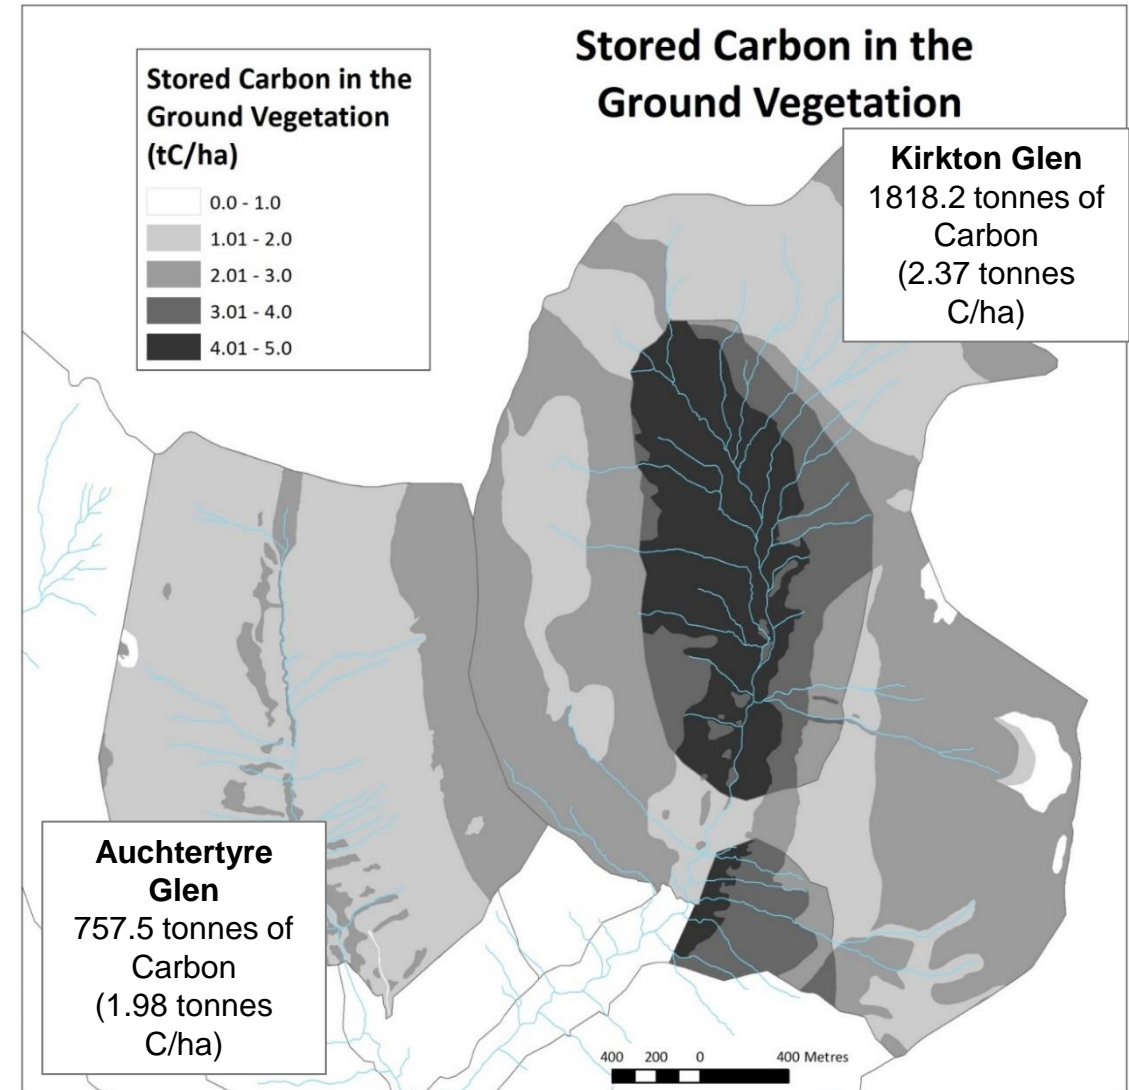 Stored Carbon in the
Ground Vegetation
Stored Carbon in the
Ground Vegetation
(tC/ha)
0.0 - 1.0
1.01 - 2.0
2.01 - 3.0
3.01 - 4.0
4.01 - 5.0
Kirkton Glen
1818.2 tonnes of
Carbon
(2.37 tonnes
C/ha)
Auchtertyre
Glen
757.5 tonnes of
Carbon
(1.98 tonnes
C/ha)
400 200 0 400 Metres